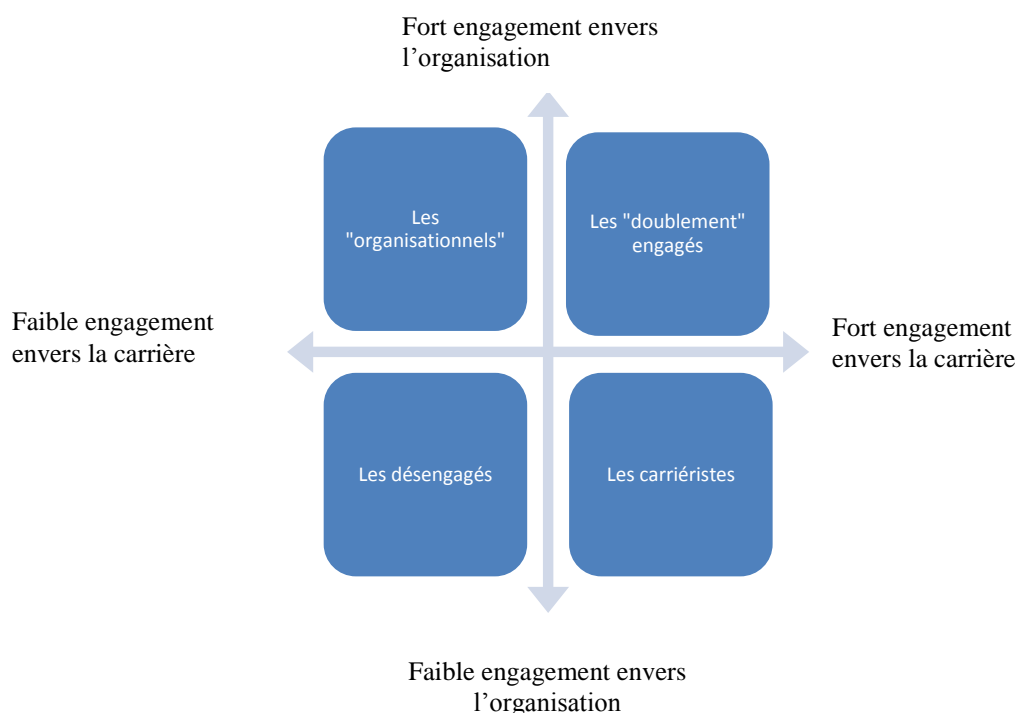 Fort engagement envers
l’organisation
Les
"organisationnels"
Les "doublement"
engagés
Faible engagement
envers la carrière
Fort engagement
envers la carrière
Les désengagés
Les carriéristes
Faible engagement envers
l’organisation